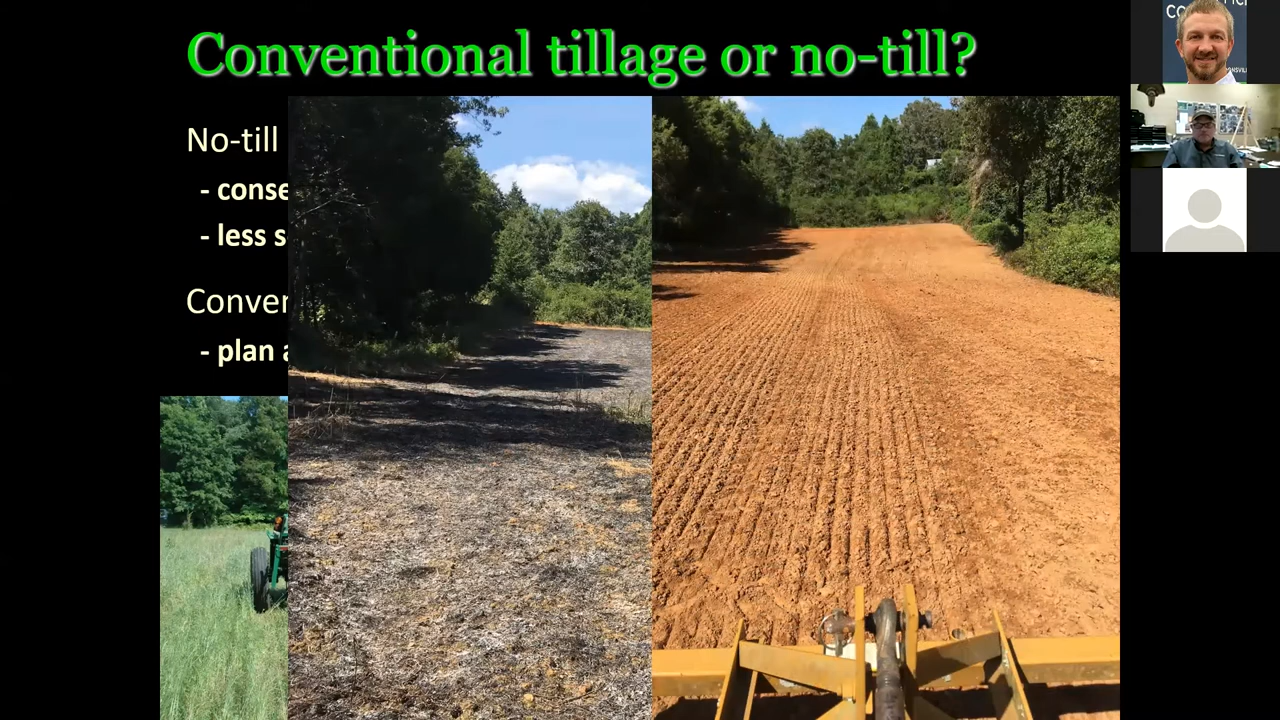 Conventional tillage or no-till?
No-till
- conse
- less s
Conver
- plan a